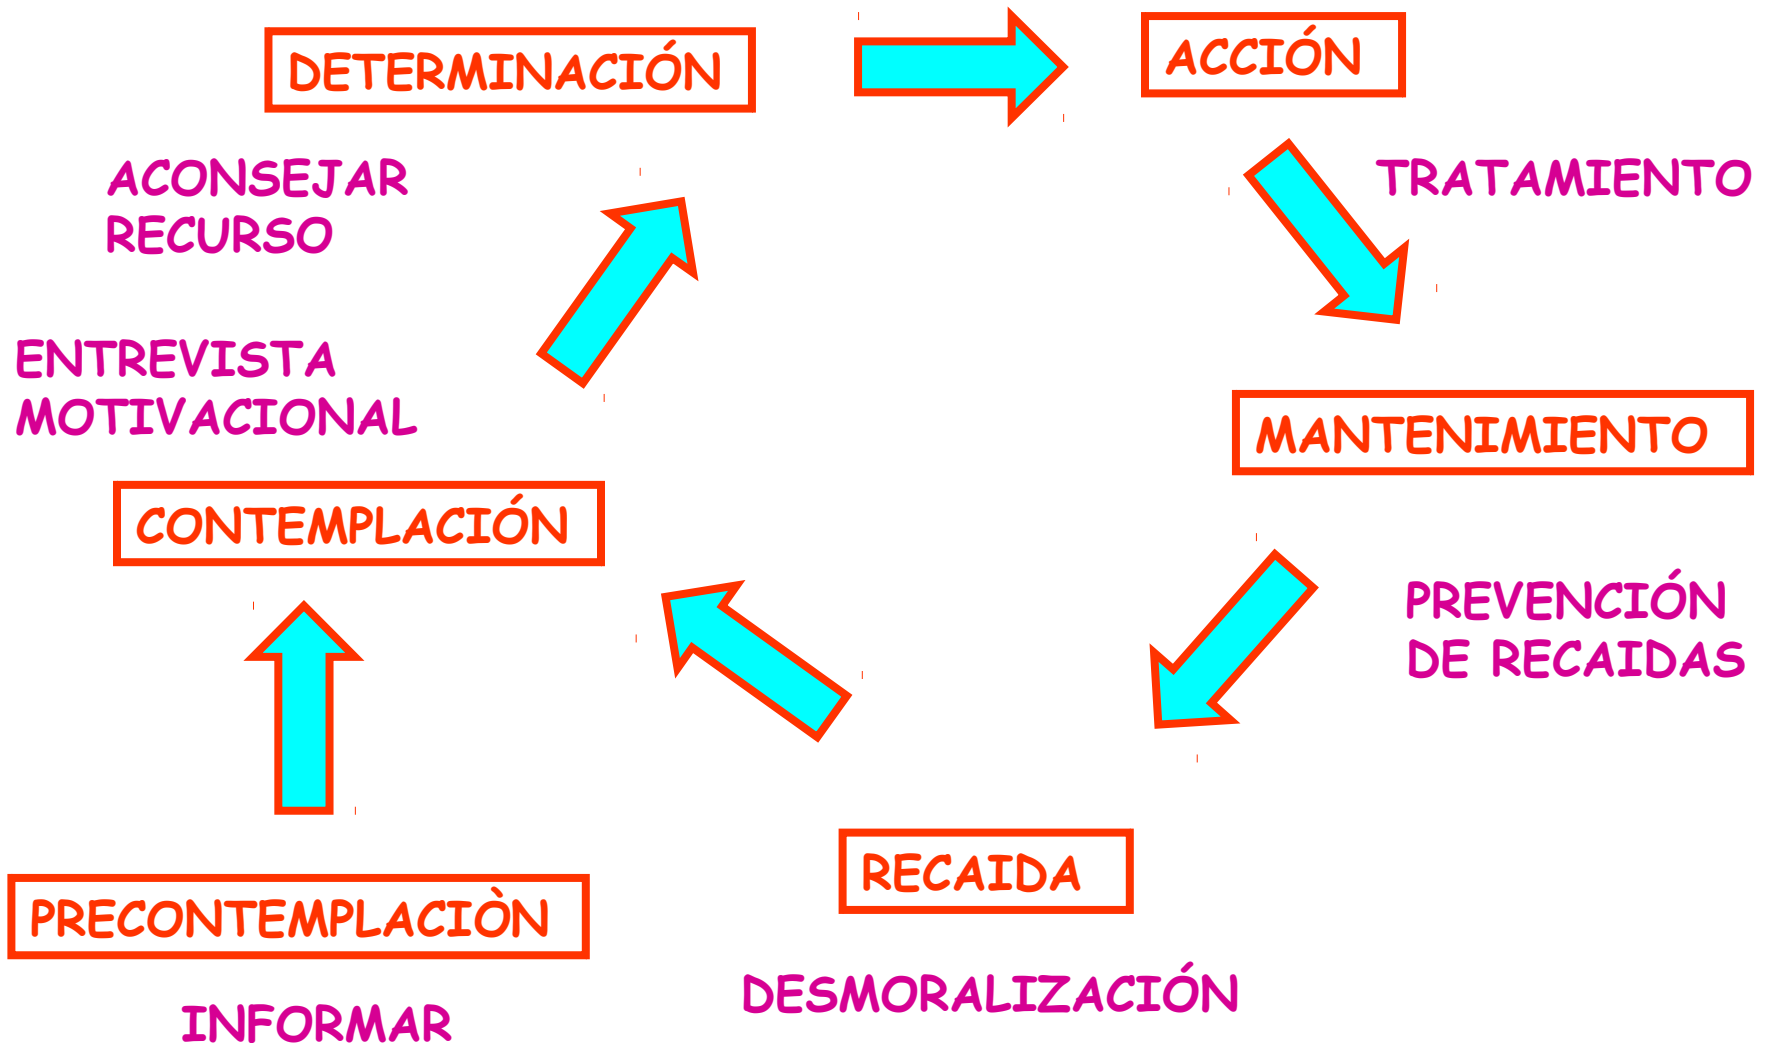 DETERMINACIÓN
ACCIÓN
ACONSEJAR
RECURSO
TRATAMIENTO
ENTREVISTA
MOTIVACIONAL
MANTENIMIENTO
CONTEMPLACIÓN
PREVENCIÓN
DE RECAIDAS
RECAIDA
PRECONTEMPLACIÒN
DESMORALIZACIÓN
INFORMAR